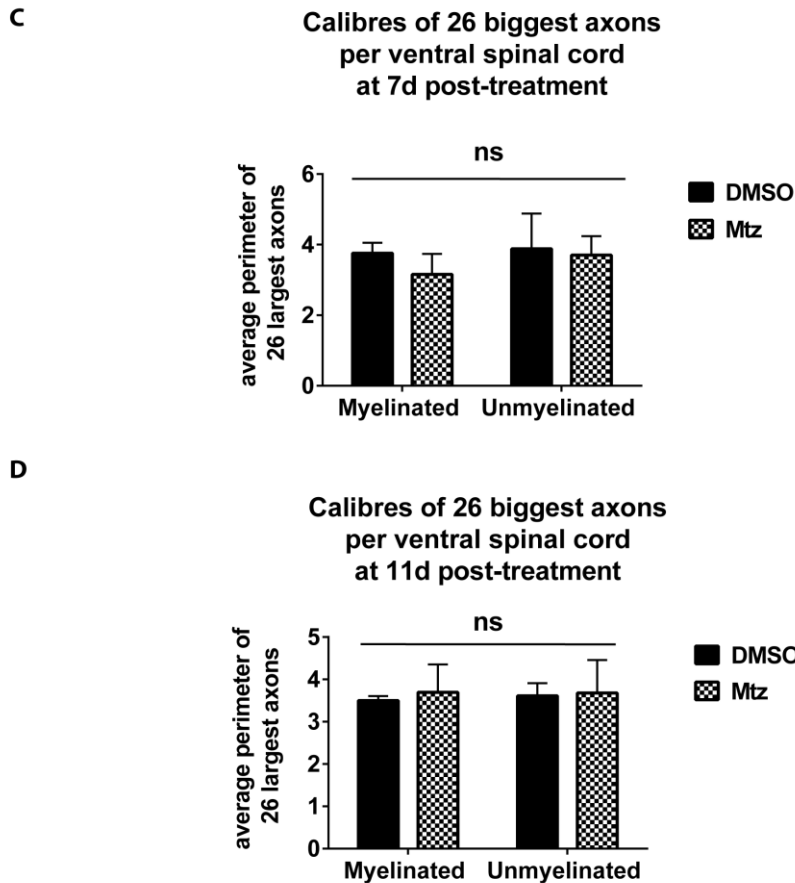 C
Calibres of 26 biggest axons
per ventral spinal cord
at 7d post-treatment
ns
average perimeter of
26 largest axons
6
4
2
0
Myelinated
Unmyelinated
DMSO
Mtz
D
Calibres of 26 biggest axons
per ventral spinal cord
at 11d post-treatment
ns
average perimeter of
26 largest axons
5
4
3
2
1
0
Myelinated
Unmyelinated
DMSO
Mtz